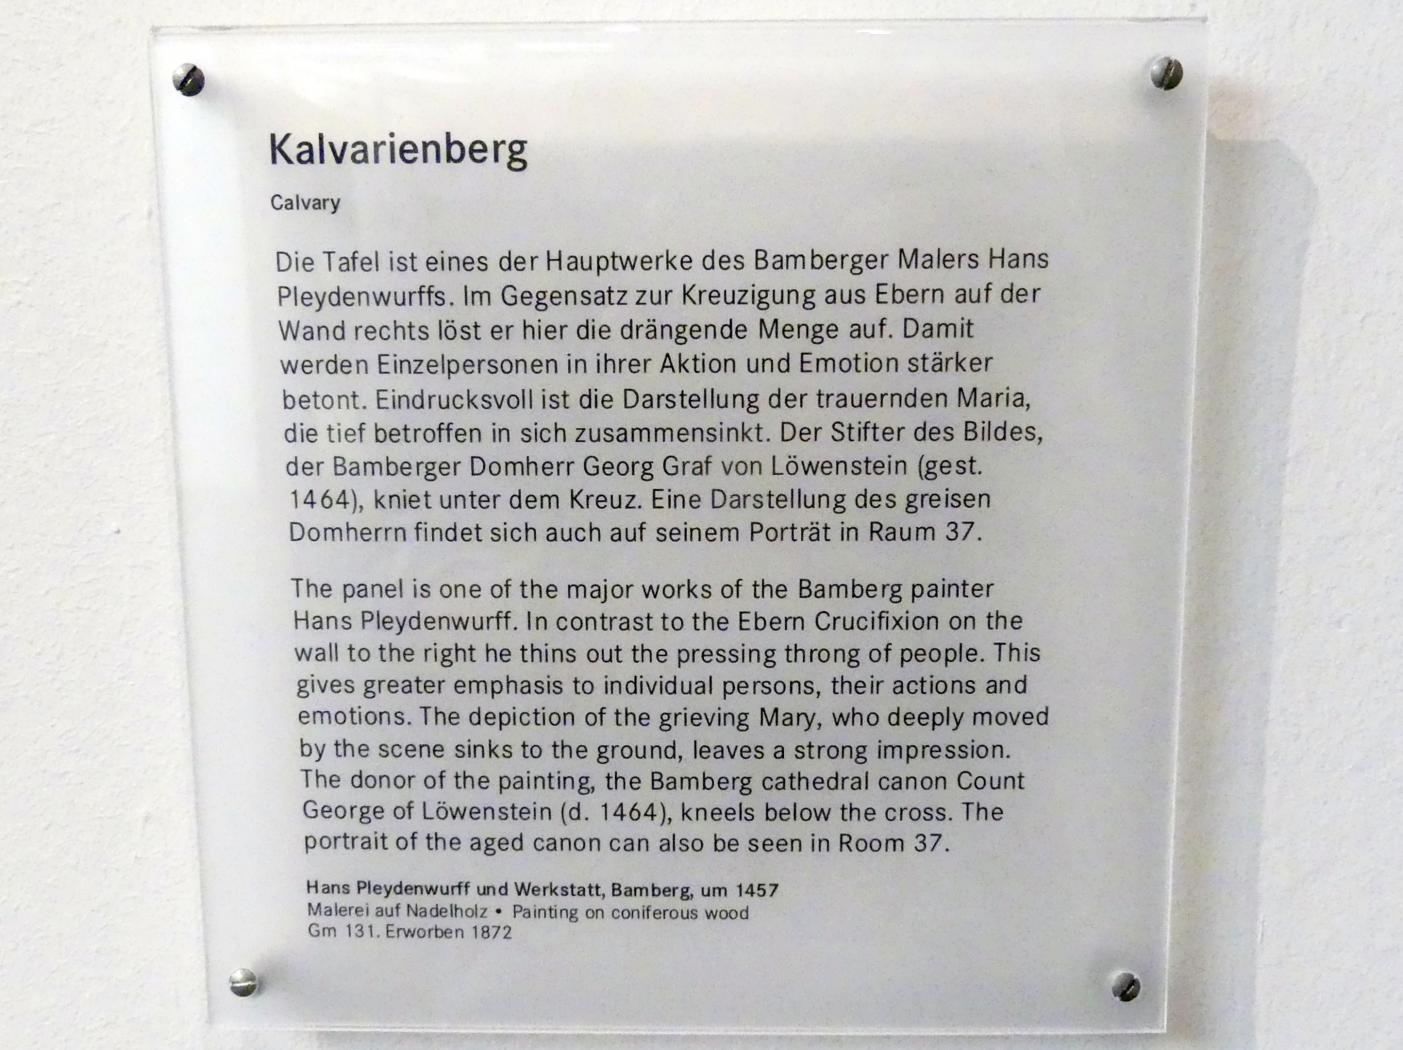 Kalvarienberg
Calvary
Die Tafel ist eines der Hauptwerke des Bamberger Malers Hans
Pleydenwurffs. Im Gegensatz zur Kreuzigung aus Ebern auf der
Wand rechts löst er hier die drängende Menge auf. Damit
werden Einzelpersonen in ihrer Aktion und Emotion stärker
betont. Eindrucksvoll ist die Darstellung der trauernden Maria,
die tief betroffen in sich zusammensinkt. Der Stifter des Bildes,
der Bamberger Domherr Georg Graf von Löwenstein (gest.
1464), kniet unter dem Kreuz. Eine Darstellung des greisen
Domherrn findet sich auch auf seinem Porträt in Raum 37.
The panel is one of the major works of the Bamberg painter
Hans Pleydenwurff. In contrast to the Ebern Crucifixion on the
wall to the right he thins out the pressing throng of people. This
gives greater emphasis to individual persons, their actions and
emotions. The depiction of the grieving Mary, who deeply moved
by the scene sinks to the ground, leaves a strong impression.
The donor of the painting, the Bamberg cathedral canon Count
George of Löwenstein (d. 1464), kneels below the cross. The
portrait of the aged canon can also be seen in Room 37.
Hans Pleydenwurff und Werkstatt, Bamberg, um 1457
Malerei auf Nadelholz • Painting on coniferous wood
Gm 131. Erworben 1872